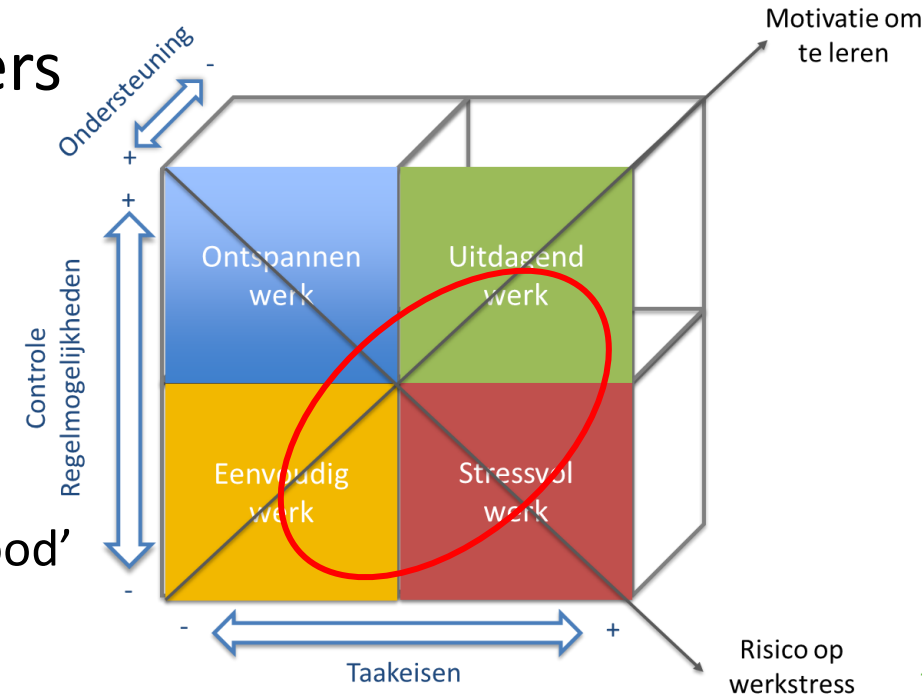 Motivatie om
te leren
ers
Ondersteuning
-
+
+
Ontspannen
werk
Uitdagend
werk
Controle
Regelmogelijkheden
Eenvoudig
werk
Stressvol
werk
ood’
-
-
+
Taakeisen
Risico op
werkstress